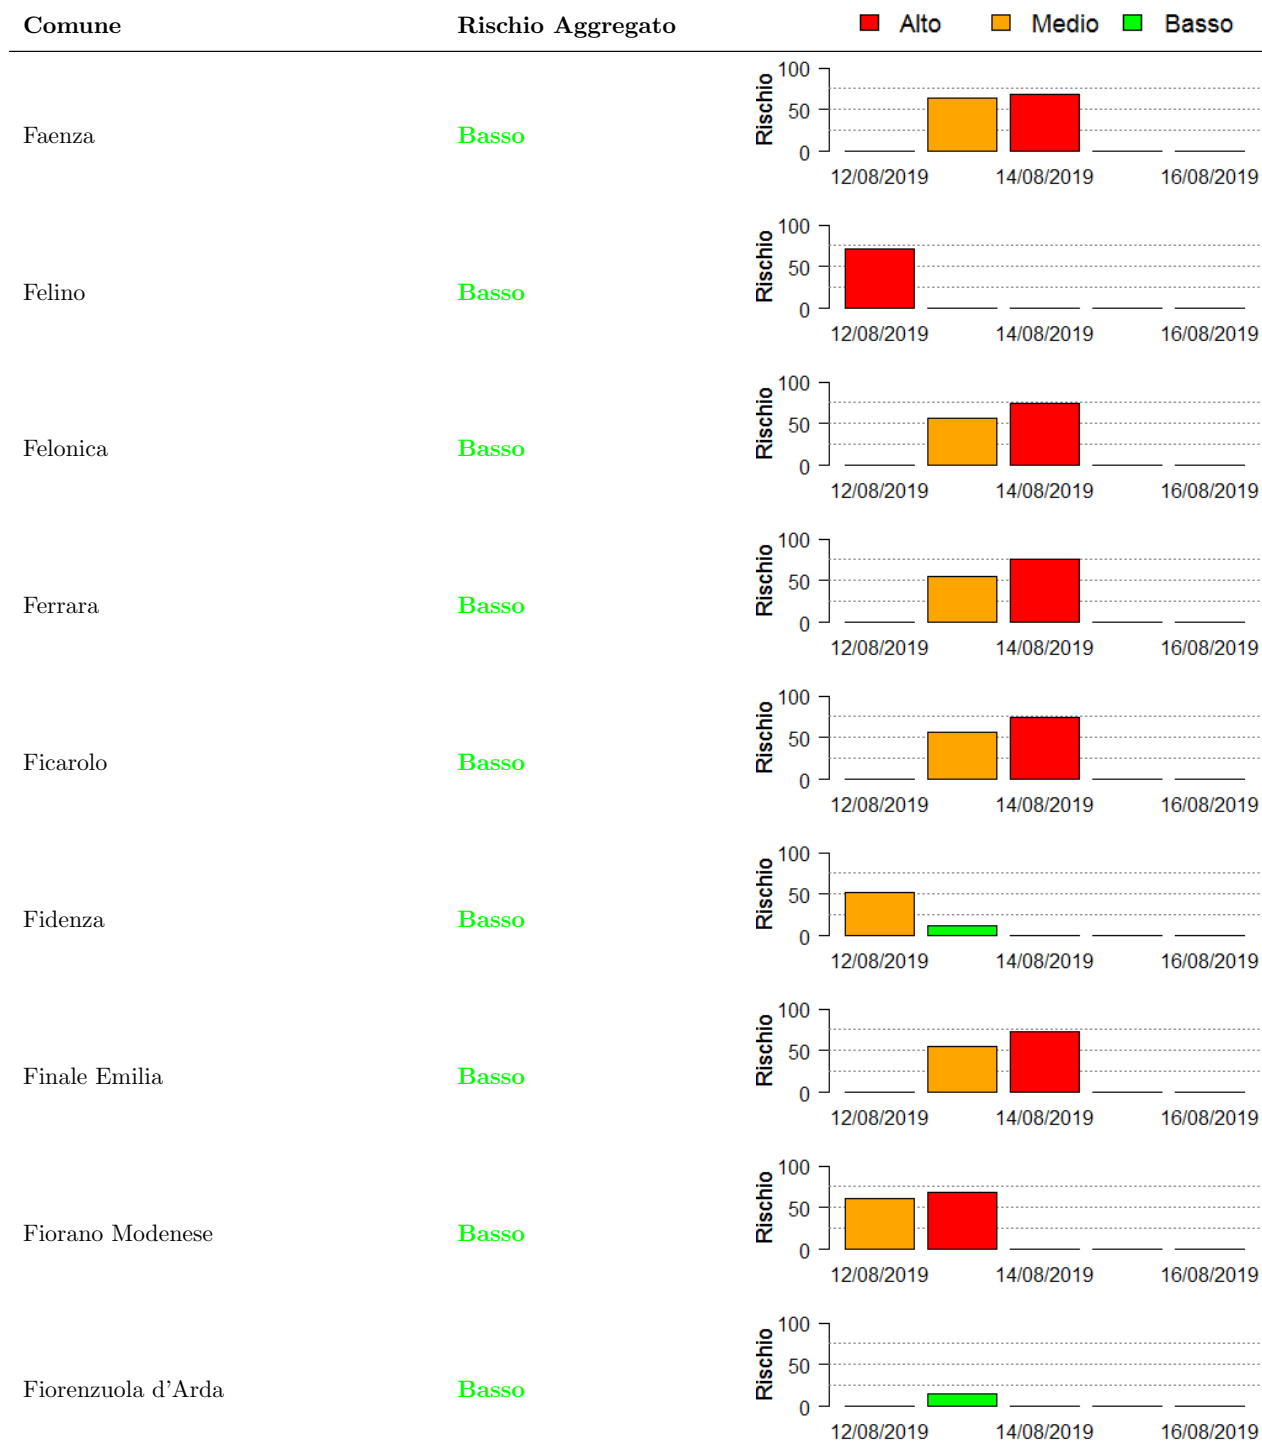 Comune Rischio Aggregato Alto Medio Basso
Faenza Basso Rischio 100 50 0
12/08/2019 14/08/2019 16/08/2019
Felino Basso Rischio 100 50 0
12/08/2019 14/08/2019 16/08/2019
Felonica Basso Rischio 100 50 0
12/08/2019 14/08/2019 16/08/2019
Ferrara Basso Rischio 100 50 0
12/08/2019 14/08/2019 16/08/2019
Ficarolo Basso Rischio 100 50 0
12/08/2019 14/08/2019 16/08/2019
Fidenza Basso Rischio 100 50 0
12/08/2019 14/08/2019 16/08/2019
Finale Emilia Basso Rischio 100 50 0
12/08/2019 14/08/2019 16/08/2019
Fiorano Modenese Basso Rischio 100 50 0
12/08/2019 14/08/2019 16/08/2019
Fiorenzuola d'Arda Basso Rischio 100 50 0
12/08/2019 14/08/2019 16/08/2019